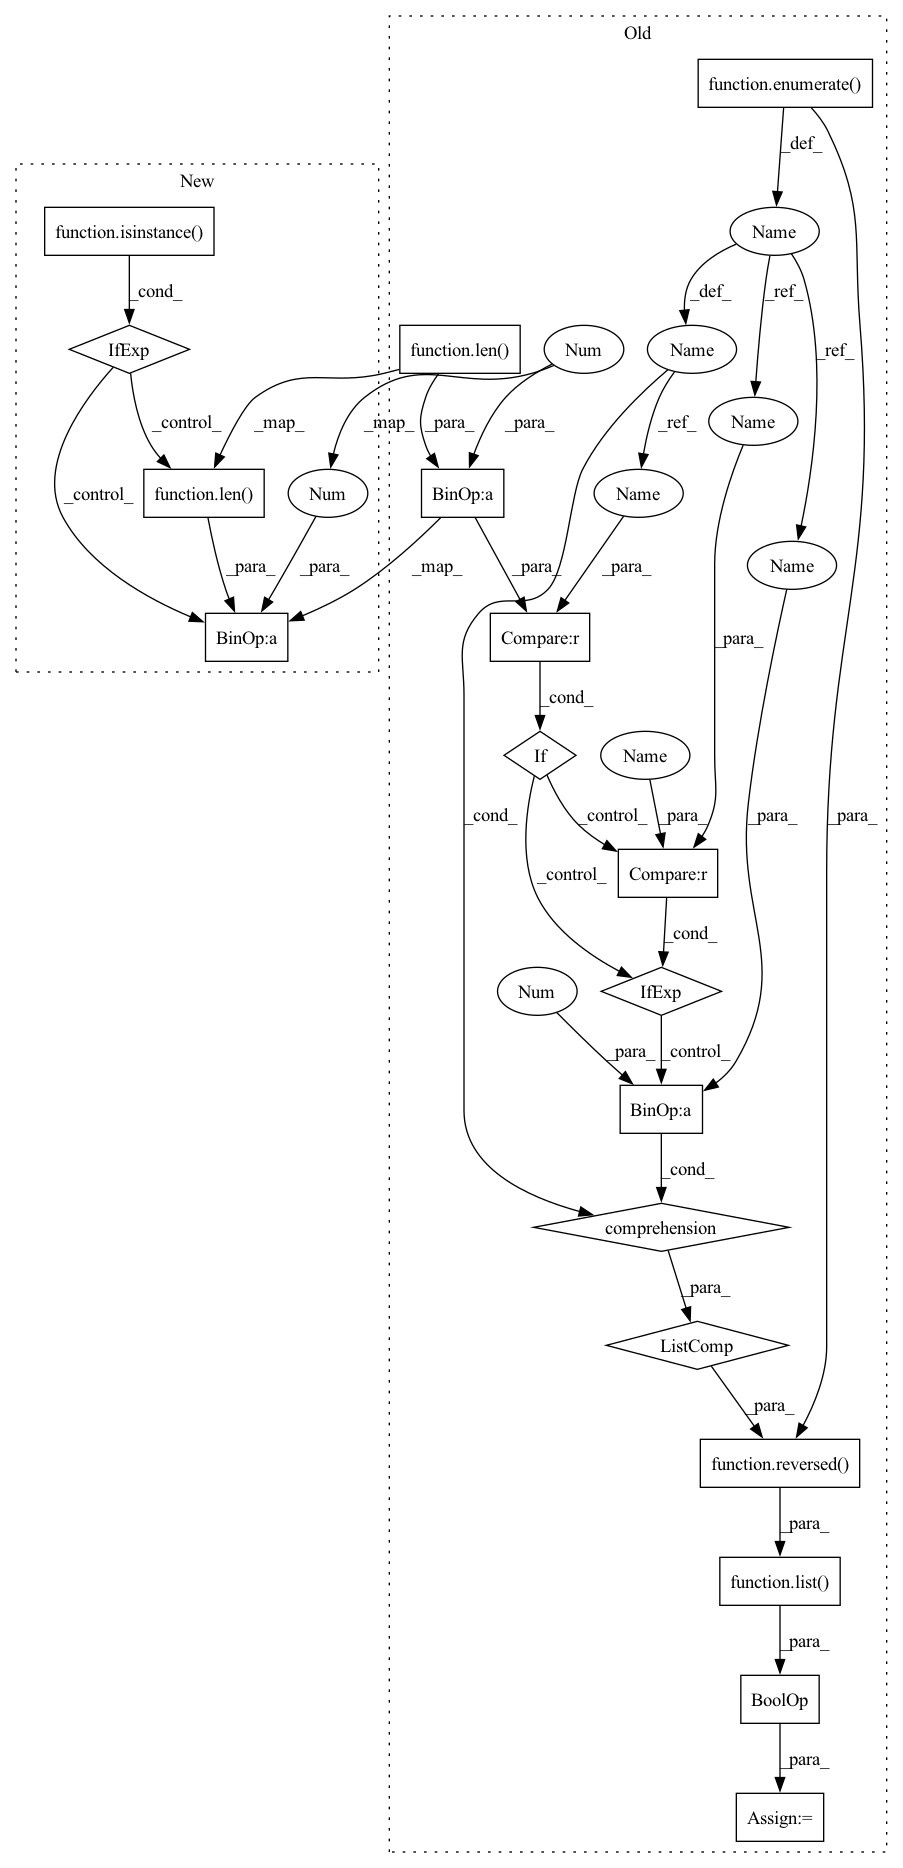 Old
function.enumerate()
_def_
New
function.isinstance()
Name
_cond_
_def_
_ref_
IfExp
function.len()
Num
Name
_ref_
Name
_control_
_map_
_para_
_map_
_para_
_ref_
_control_
function.len()
Num
BinOp:a
Name
Name
_para_
_para_
_map_
_para_
_para_
BinOp:a
Compare:r
_para_
_cond_
If
Name
_cond_
_control_
_para_
_para_
_para_
Compare:r
_control_
_cond_
Num
IfExp
_para_
_control_
BinOp:a
_cond_
comprehension
_para_
ListComp
_para_
function.reversed()
_para_
function.list()
_para_
BoolOp
_para_
Assign:=